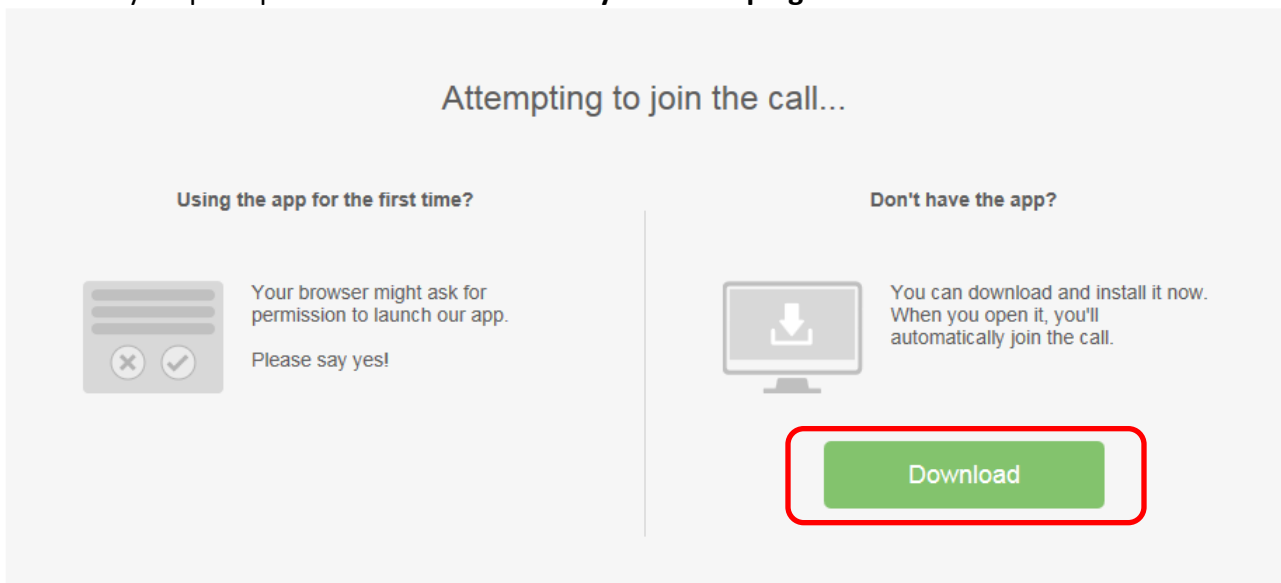 Attempting to join the call...
Using the app for the first time?
Your browser might ask for
permission to launch our app.
Please say yes!
Don't have the app?
You can download and install it now.
When you open it, you'll
automatically join the call.
Download